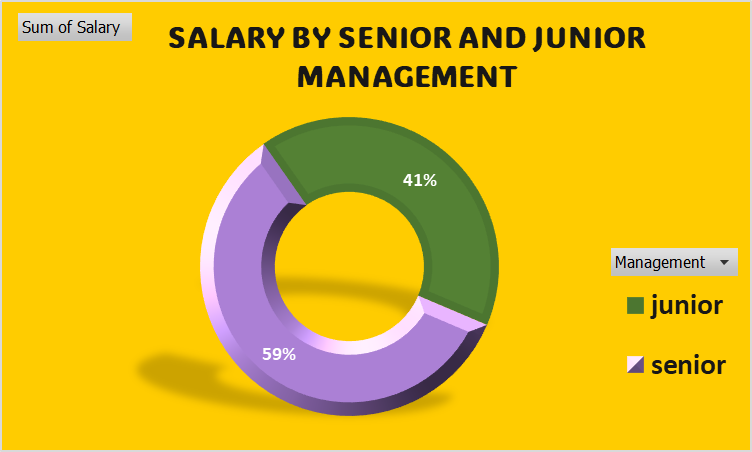 Sum of Salary
SALARY BY SENIOR AND JUNIOR
MANAGEMENT
41%
59%
Management
junior
senior